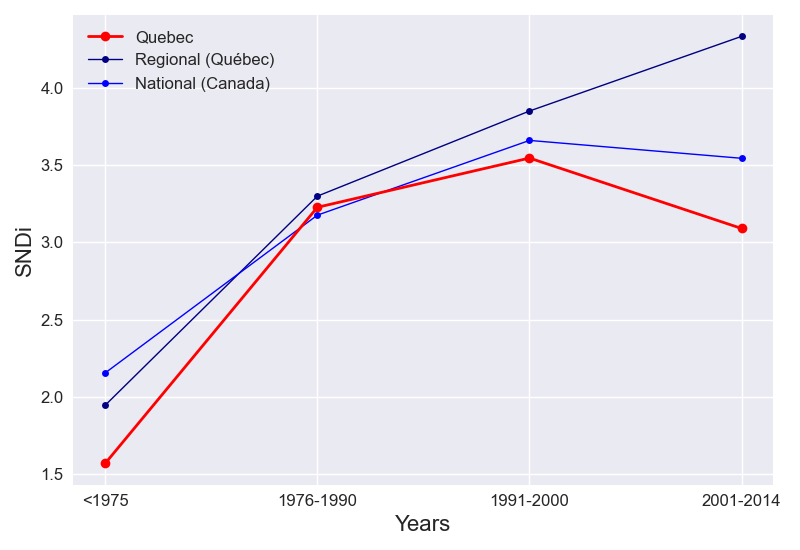 Quebec
Regional (Québec)
National (Canada)
SNDi
4.0
3.5
3.0
2.5
2.0
1.5
<1975
1976-1990
1991-2000
2001-2014
Years